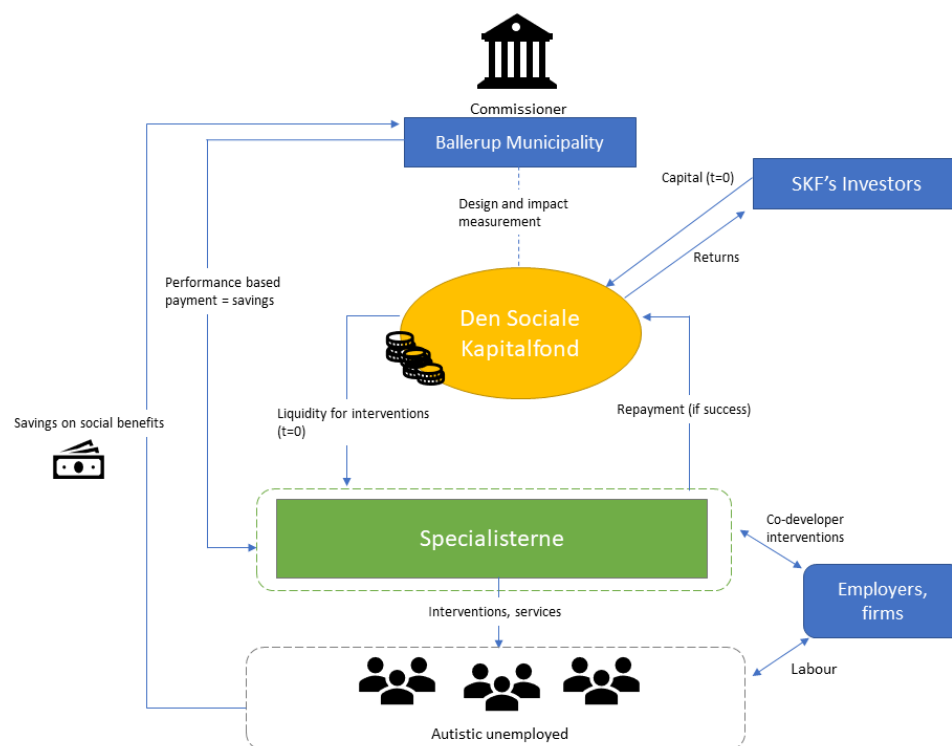 Commissioner
Ballerup Municipality
Capital (t=0)
SKF's Investors
Design and impact
measurement
Returns
Performance based
payment = savings
Den Sociale
Kapitalfond
Savings on social benefits
Liquidity for interventions
(t=0)
Repayment (if success)
Specialisterne
Co-developer
interventions
Interventions, services
Employers,
firms
Labour
Autistic unemployed